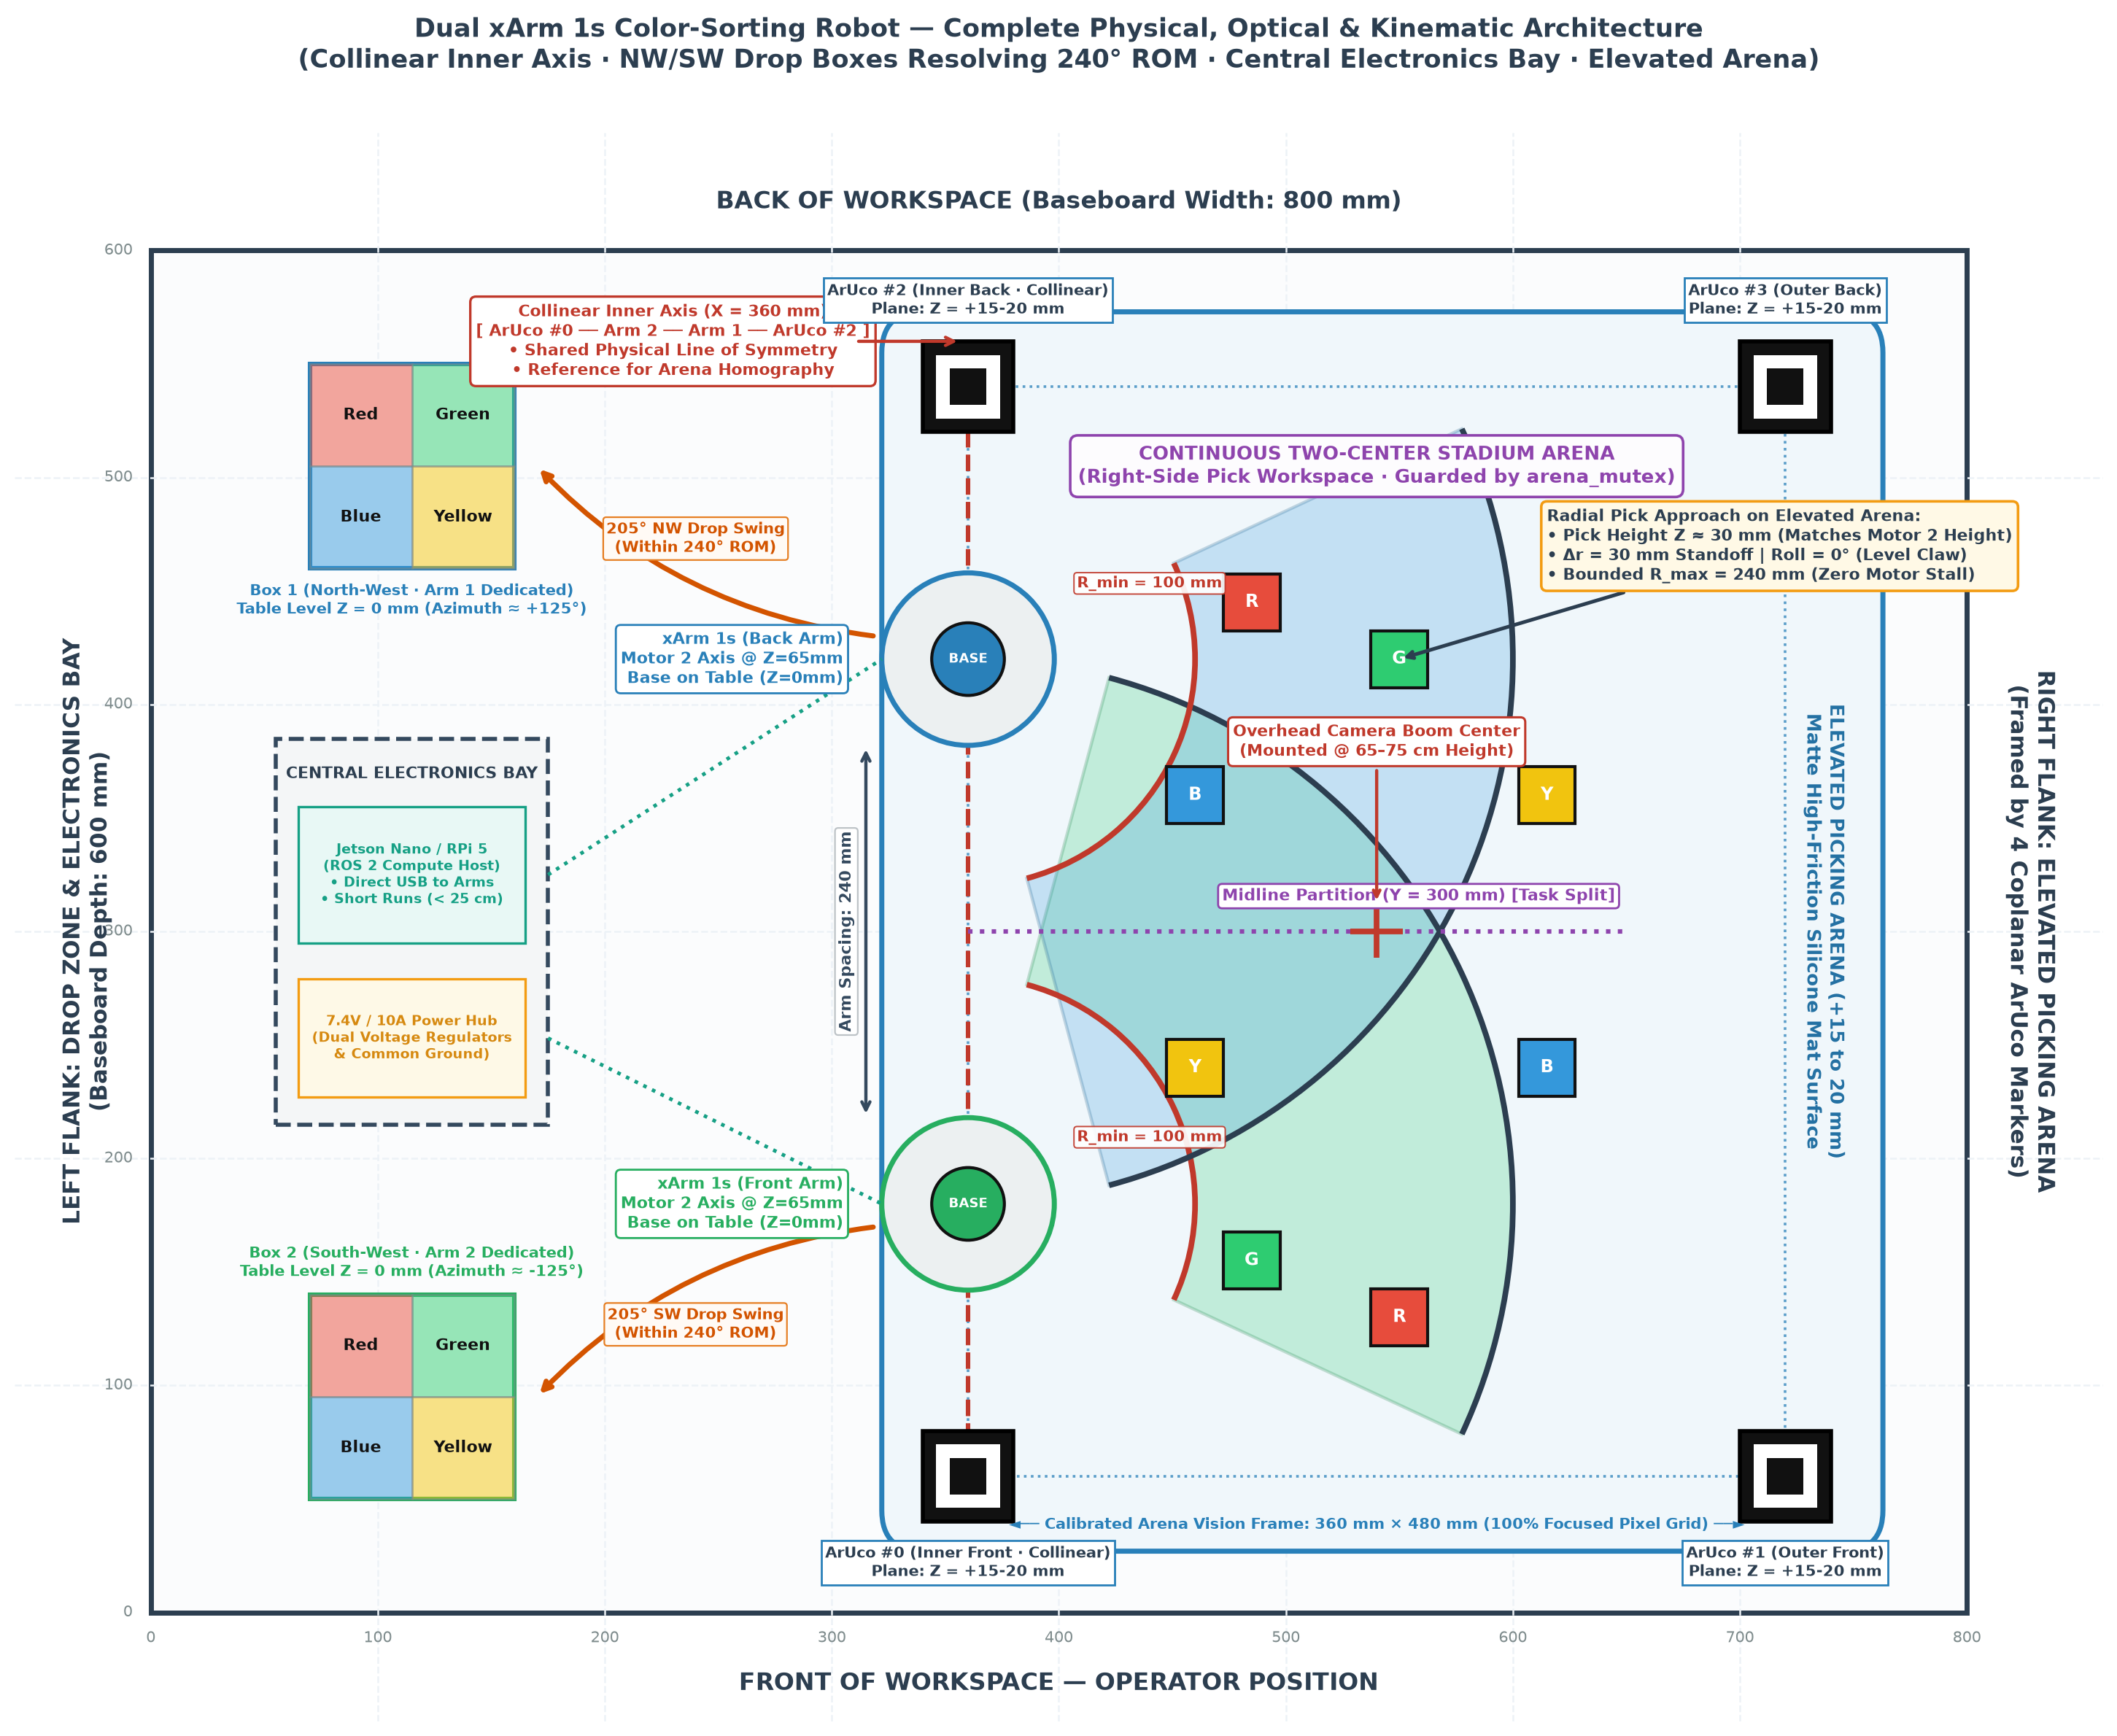 Dual xArm 1s Color-Sorting Robot — Complete Physical, Optical & Kinematic Architecture
(Collinear Inner Axis · NW/SW Drop Boxes Resolving 240° ROM · Central Electronics Bay · Elevated Arena)
BACK OF WORKSPACE (Baseboard Width: 800 mm)
600
500
400
300
200
100
0
0
100
200
300
400
500
600
700
800
FRONT OF WORKSPACE — OPERATOR POSITION
LEFT FLANK: DROP ZONE & ELECTRONICS BAY
(Baseboard Depth: 600 mm)
RIGHT FLANK: ELEVATED PICKING ARENA
(Framed by 4 Coplanar ArUco Markers)
Collinear Inner Axis (X = 360 mm)
[ ArUco #0 — Arm 2 — Arm 1 — ArUco #2 ]
• Shared Physical Line of Symmetry
• Reference for Arena Homography
ArUco #2 (Inner Back · Collinear)
Plane: Z = +15-20 mm
ArUco #3 (Outer Back)
Plane: Z = +15-20 mm
Red
Green
Blue
Yellow
Box 1 (North-West · Arm 1 Dedicated)
Table Level Z = 0 mm (Azimuth ≈ +125°)
205° NW Drop Swing
(Within 240° ROM)
CONTINUOUS TWO-CENTER STADIUM ARENA
(Right-Side Pick Workspace · Guarded by arena_mutex)
Radial Pick Approach on Elevated Arena:
• Pick Height Z ≈ 30 mm (Matches Motor 2 Height)
• Δr = 30 mm Standoff | Roll = 0° (Level Claw)
• Bounded R_max = 240 mm (Zero Motor Stall)
R_min = 100 mm
R
G
xArm 1s (Back Arm)
Motor 2 Axis @ Z=65mm
Base on Table (Z=0mm)
BASE
Overhead Camera Boom Center
(Mounted @ 65–75 cm Height)
B
Y
CENTRAL ELECTRONICS BAY
Jetson Nano / RPi 5
(ROS 2 Compute Host)
• Direct USB to Arms
• Short Runs (< 25 cm)
7.4V / 10A Power Hub
(Dual Voltage Regulators
& Common Ground)
Arm Spacing: 240 mm
Midline Partition (Y = 300 mm) [Task Split]
ELEVATED PICKING ARENA (+15 to 20 mm)
Matte High-Friction Silicone Mat Surface
Y
B
R_min = 100 mm
xArm 1s (Front Arm)
Motor 2 Axis @ Z=65mm
Base on Table (Z=0mm)
BASE
G
R
Box 2 (South-West · Arm 2 Dedicated)
Table Level Z = 0 mm (Azimuth ≈ -125°)
205° SW Drop Swing
(Within 240° ROM)
Red
Green
Blue
Yellow
Calibrated Arena Vision Frame: 360 mm × 480 mm (100% Focused Pixel Grid)
ArUco #0 (Inner Front · Collinear)
Plane: Z = +15-20 mm
ArUco #1 (Outer Front)
Plane: Z = +15-20 mm